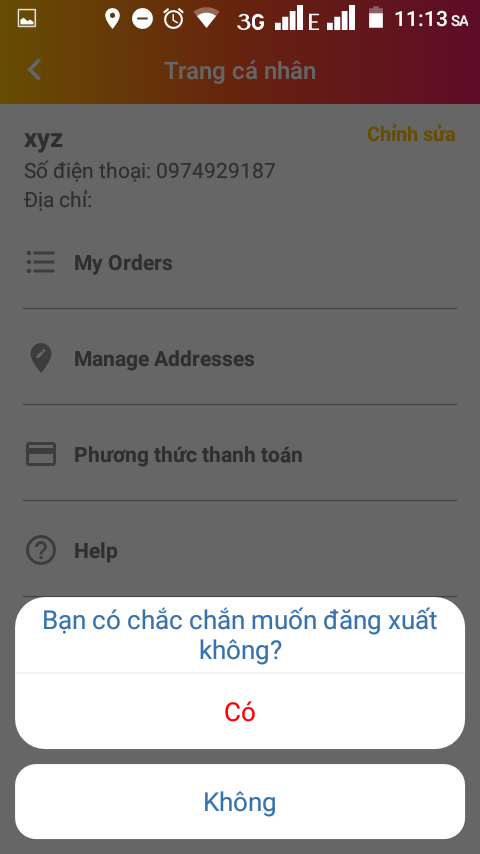 3G E 11:13 SA
Trang cá nhân
xyz
Chỉnh sửa
Số điện thoại: 0974929187
Địa chỉ:
My Orders
Manage Addresses
Phương thức thanh toán
Help
Bạn có chắc chắn muốn đăng xuất
không?
Có
Không